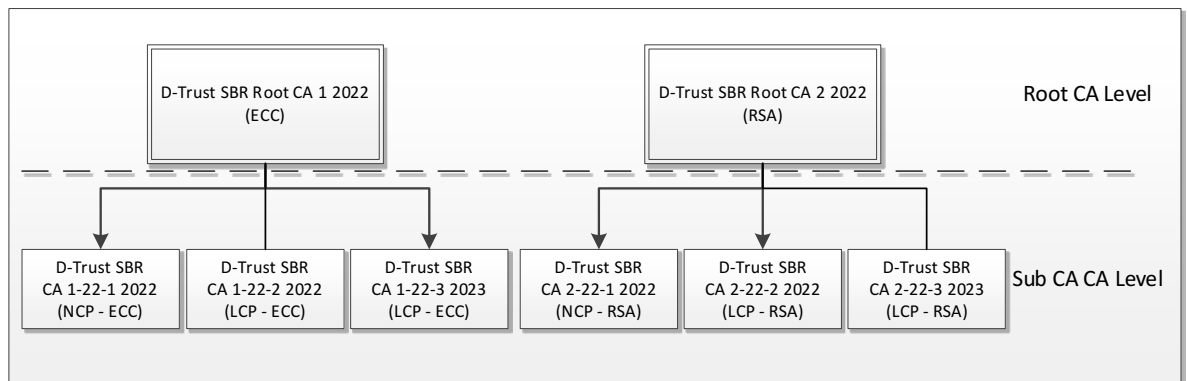 D-Trust SBR Root CA 1 2022
(ECC)
D-Trust SBR Root CA 2 2022
(RSA)
Root CA Level
D-Trust SBR
CA 1-22-1 2022
(NCP - ECC)
D-Trust SBR
CA 1-22-2 2022
(LCP - ECC)
D-Trust SBR
CA 1-22-3 2023
(LCP - ECC)
D-Trust SBR
CA 2-22-1 2022
(NCP - RSA)
D-Trust SBR
CA 2-22-2 2022
(LCP - RSA)
D-Trust SBR
CA 2-22-3 2023
(LCP - RSA)
Sub CA CA Level